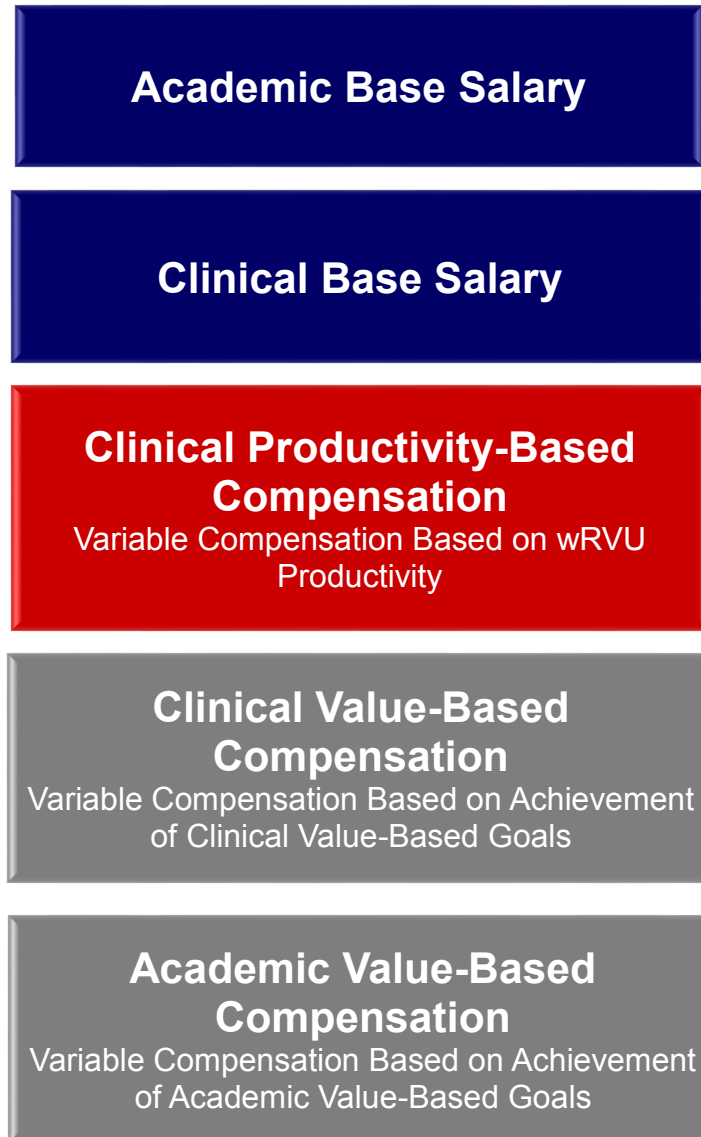 Academic Base Salary
Clinical Base Salary
Clinical Productivity-Based
Compensation
Variable Compensation Based on wRVU
Productivity
Clinical Value-Based
Compensation
Variable Compensation Based on Achievement
of Clinical Value-Based Goals
Academic Value-Based
Compensation
Variable Compensation Based on Achievement
of Academic Value-Based Goals